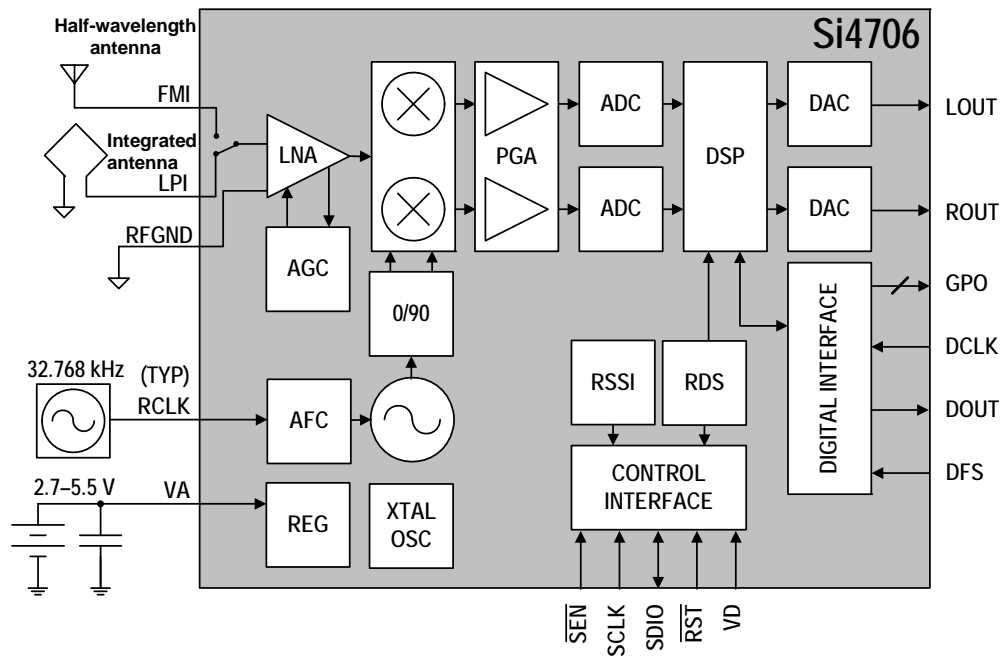 Si4706
Half-wavelength
antenna
FMI
Integrated
antenna
LPI
RFGND
LNA
AGC
PGA
ADC
ADC
DSP
DAC
DAC
LOUT
ROUT
0/90
GPO
DCLK
DOUT
DFS
DIGITAL INTERFACE
32.768 kHz
(TYP)
RCLK
AFC
RSSI
RDS
2.7–5.5 V
VA
REG
XTAL
OSC
CONTROL
INTERFACE
S̅E̅N̅
SCLK
SDIO
R̅S̅T̅
VD